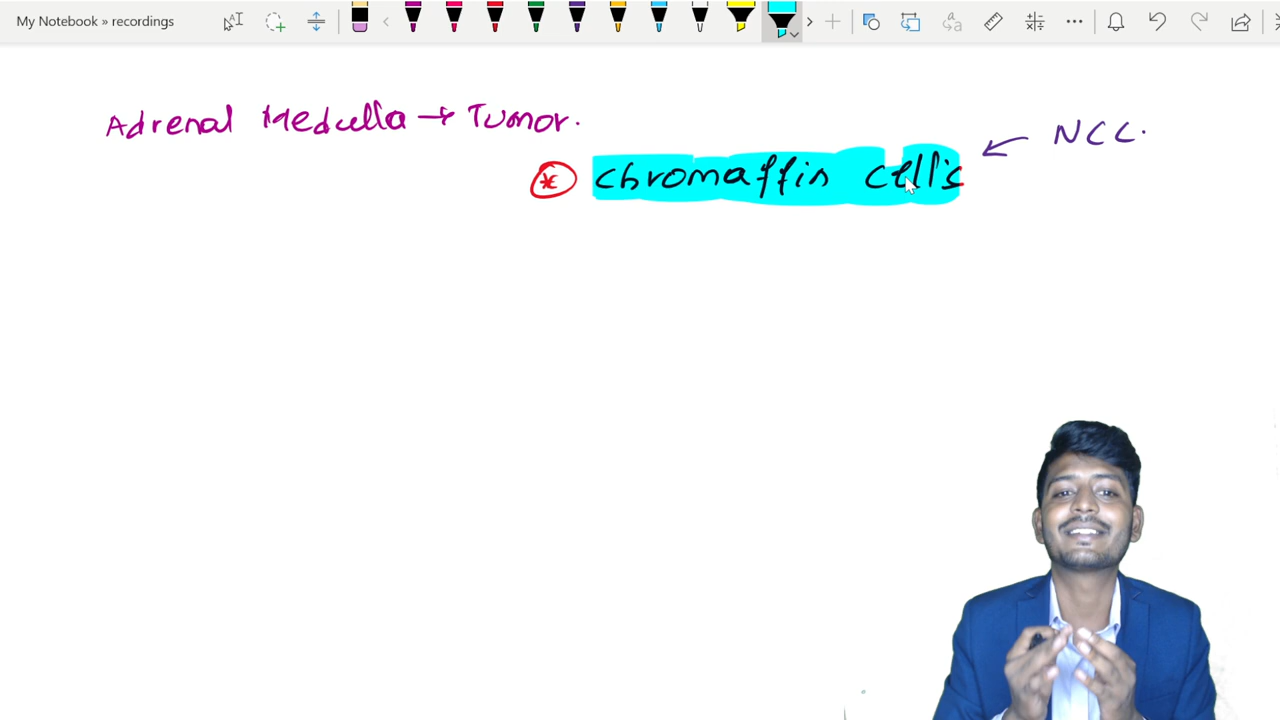 My Notebook » recordings
Adrenal Medulla → Tumor.
NCC.
* chromaffin cells